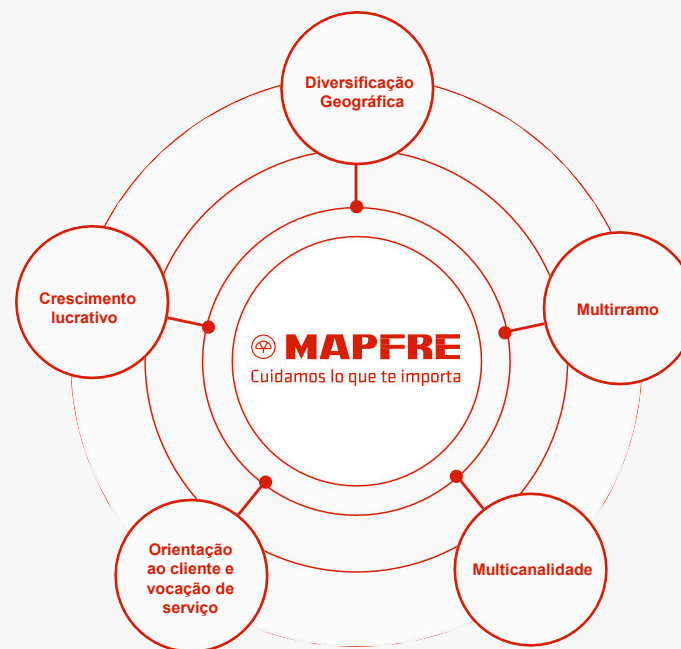 Diversificação
Geográfica
Crescimento
lucrativo
Multirramo
MAPFRE
Cuidamos lo que te importa
Orientação
ao cliente e
vocação de
serviço
Multicanalidade